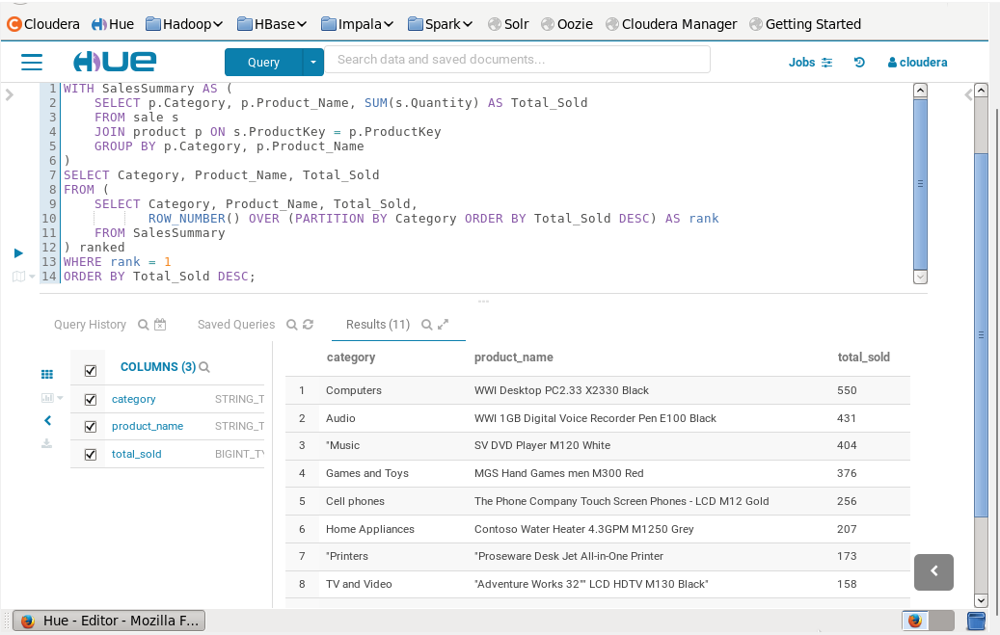 Cloudera Hue Hadoop HBase Impala Spark Solr Oozie Cloudera Manager Getting Started
HUE Query Search data and saved documents... Jobs cloudera
1 WITH SalesSummary AS (
2 SELECT p.Category, p.Product_Name, SUM(s.Quantity) AS Total_Sold
3 FROM sale s
4 JOIN product p ON s.ProductKey = p.ProductKey
5 GROUP BY p.Category, p.Product_Name
6 )
7 SELECT Category, Product_Name, Total_Sold
8 FROM (
9 SELECT Category, Product_Name, Total_Sold,
10 ROW_NUMBER() OVER (PARTITION BY Category ORDER BY Total_Sold DESC) AS rank
11 FROM SalesSummary
12 ) ranked
13 WHERE rank = 1
14 ORDER BY Total_Sold DESC;
Query History Saved Queries Results (11)
COLUMNS (3)
category STRING_T
product_name STRING_T
total_sold BIGINT_TY
category product_name total_sold
1 Computers WWI Desktop PC2.33 X2330 Black 550
2 Audio WWI 1GB Digital Voice Recorder Pen E100 Black 431
3 "Music SV DVD Player M120 White 404
4 Games and Toys MGS Hand Games men M300 Red 376
5 Cell phones The Phone Company Touch Screen Phones - LCD M12 Gold 256
6 Home Appliances Contoso Water Heater 4.3GPM M1250 Grey 207
7 "Printers "Proseware Desk Jet All-in-One Printer 173
8 TV and Video "Adventure Works 32"" LCD HDTV M130 Black" 158
Hue - Editor - Mozilla F...